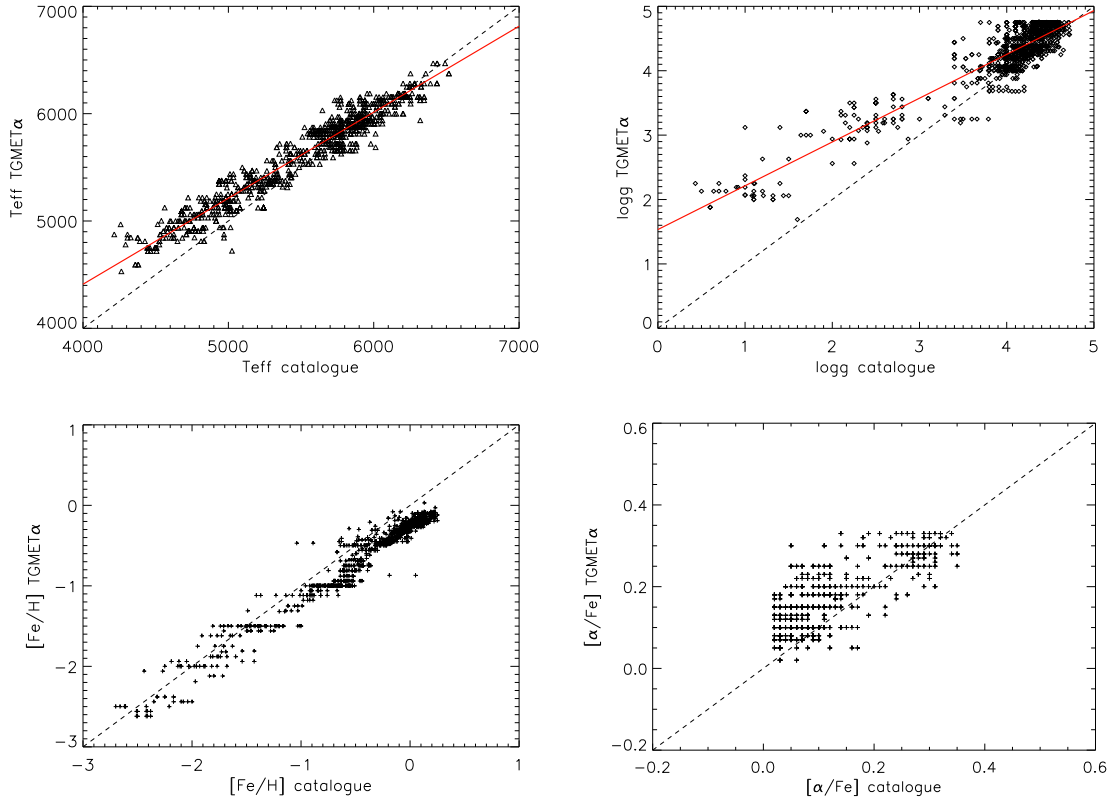 7000
6000
5000
4000
Teff TGMETα
4000 5000 6000 7000
Teff catalogue
5
4
3
2
1
0
logg TGMETα
0 1 2 3 4 5
logg catalogue
1
0
−1
−2
−3
[Fe/H] TGMETα
−3 −2 −1 0 1
[Fe/H] catalogue
0.6
0.4
0.2
0.0
−0.2
[α/Fe] TGMETα
−0.2 0.0 0.2 0.4 0.6
[α/Fe] catalogue